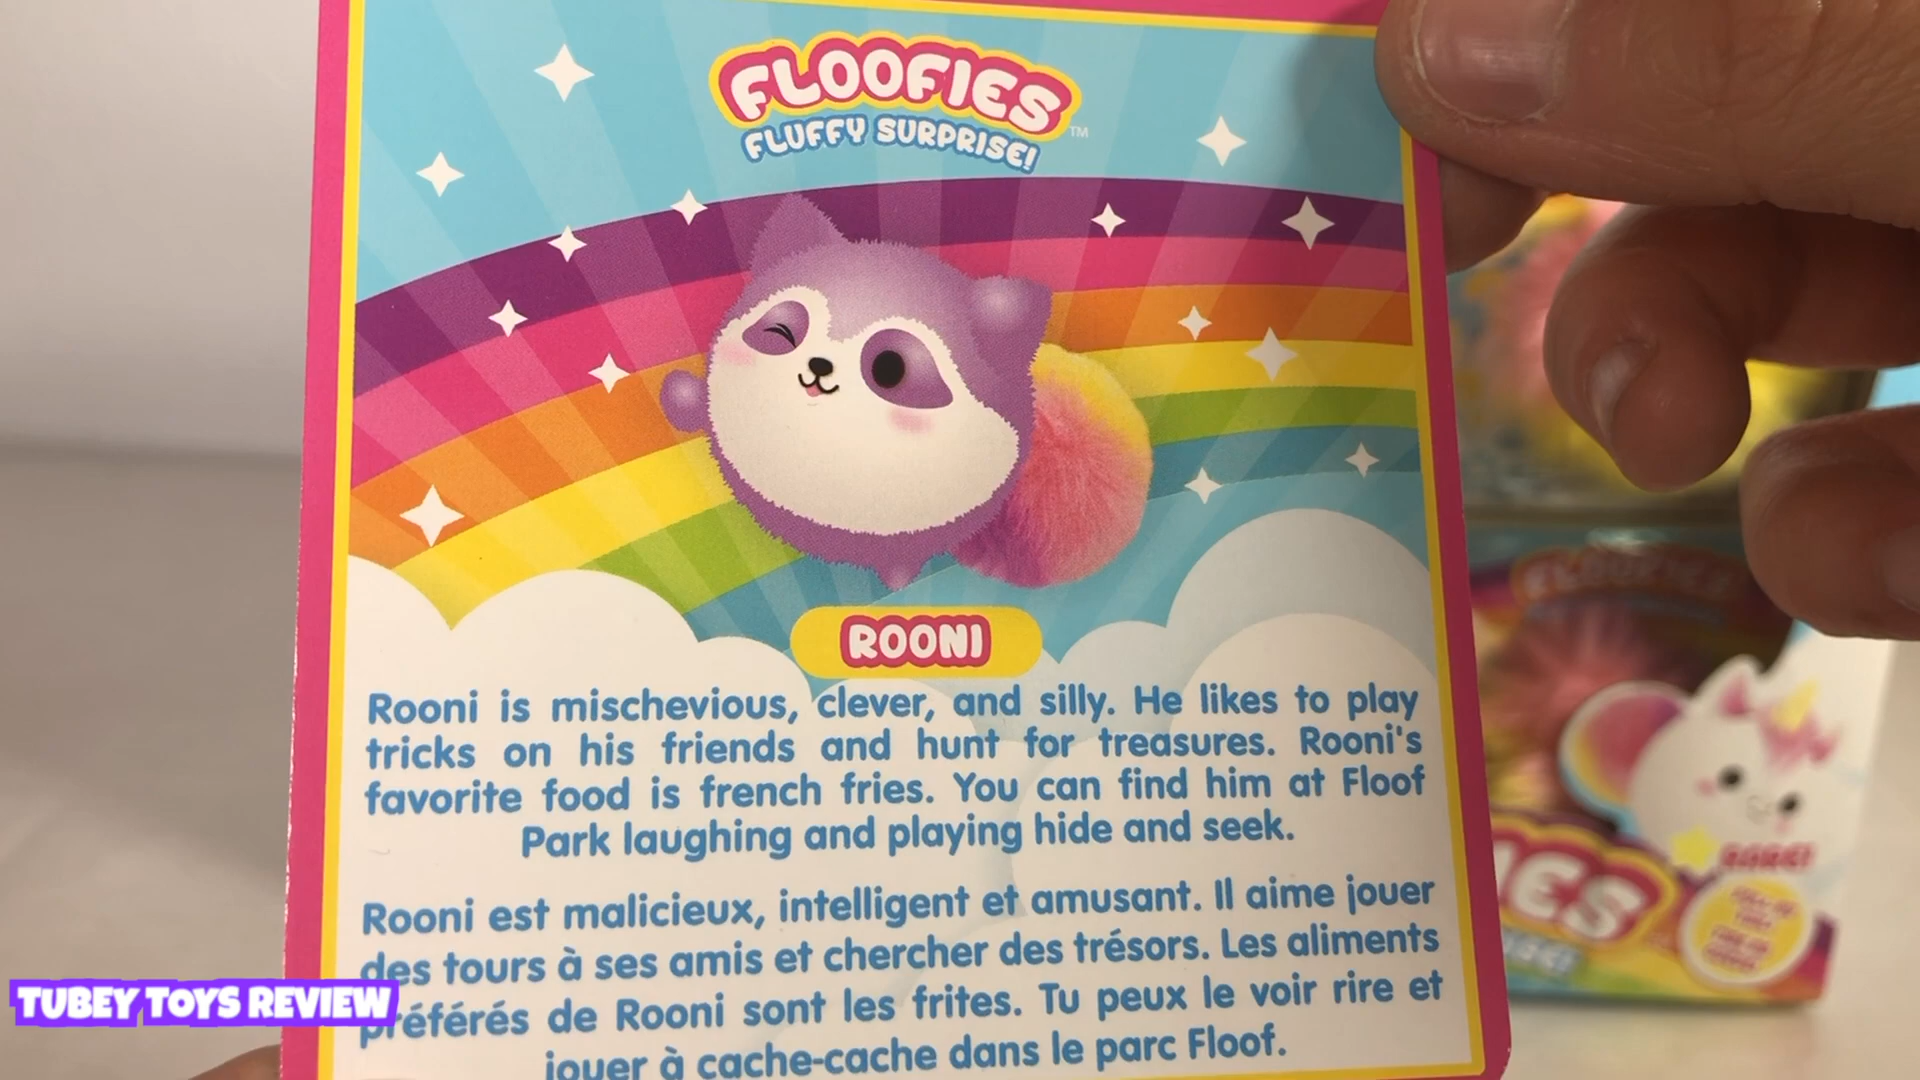 FLOOFIES
FLUFFY SURPRISE!
TM
ROONI
Rooni is mischevious, clever, and silly. He likes to play
tricks on his friends and hunt for treasures. Rooni's
favorite food is french fries. You can find him at Floof
Park laughing and playing hide and seek.
Rooni est malicieux, intelligent et amusant. Il aime jouer
des tours à ses amis et chercher des trésors. Les aliments
préférés de Rooni sont les frites. Tu peux le voir rire et
jouer à cache-cache dans le parc Floof.
FLOOFIES
RARE!
IES
TUBEY TOYS REVIEW